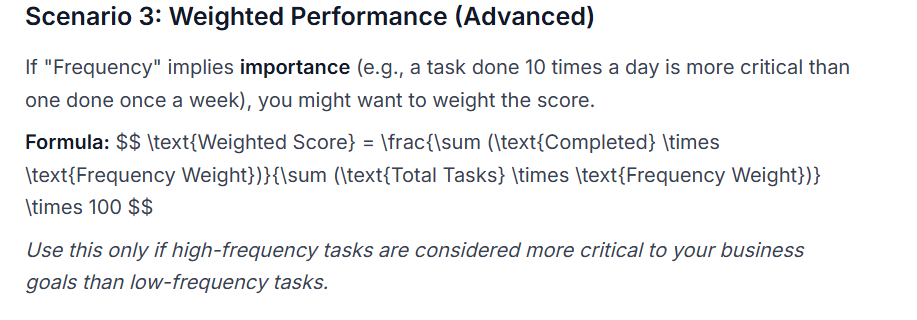 Scenario 3: Weighted Performance (Advanced)
If "Frequency" implies importance (e.g., a task done 10 times a day is more critical than
one done once a week), you might want to weight the score.
Formula: $$ \text{Weighted Score} = \frac{\sum (\text{Completed} \times
\text{Frequency Weight})}{\sum (\text{Total Tasks} \times \text{Frequency Weight})}
\times 100 $$
Use this only if high-frequency tasks are considered more critical to your business
goals than low-frequency tasks.